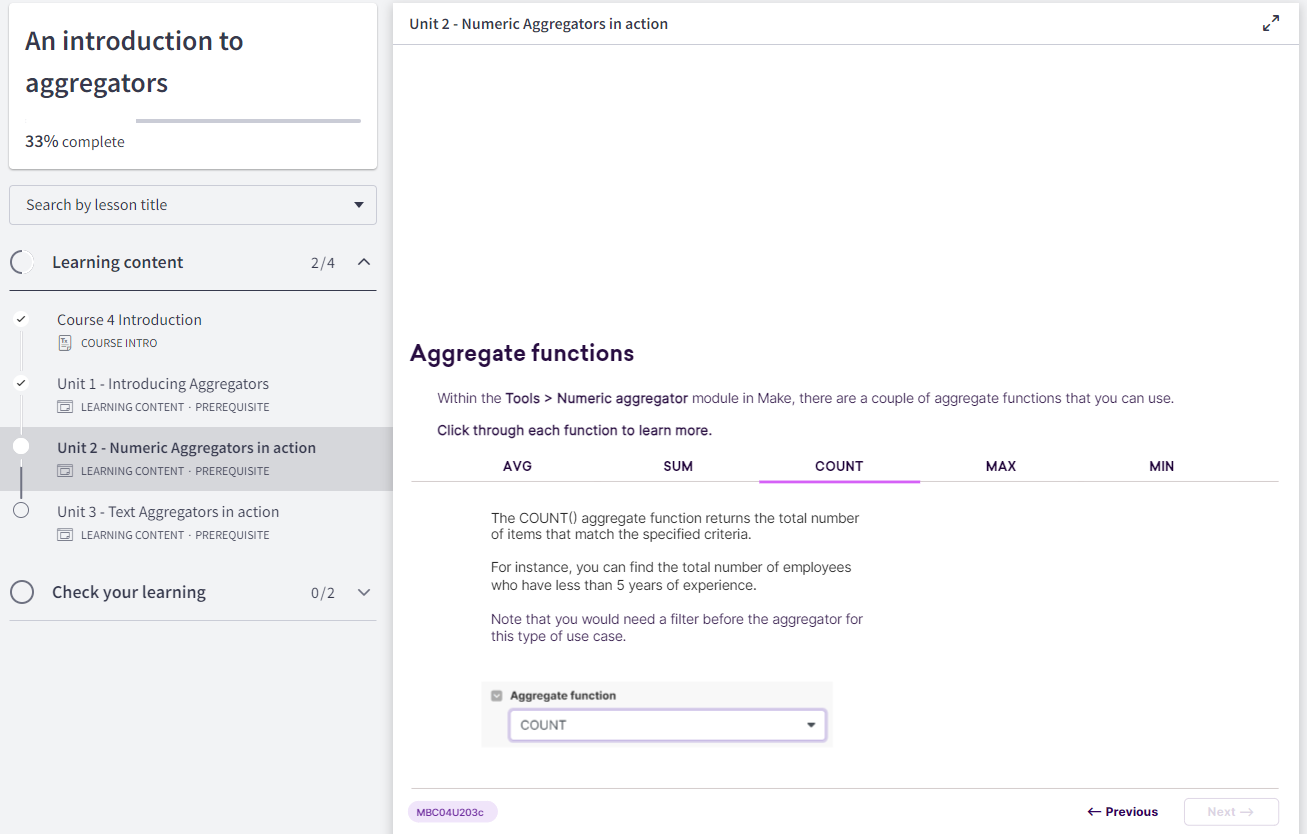 An introduction to
aggregators
33% complete
Search by lesson title
Learning content 2/4
Course 4 Introduction
COURSE INTRO
Unit 1 - Introducing Aggregators
LEARNING CONTENT · PREREQUISITE
Unit 2 - Numeric Aggregators in action
LEARNING CONTENT · PREREQUISITE
Unit 3 - Text Aggregators in action
LEARNING CONTENT · PREREQUISITE
Check your learning 0/2
Unit 2 - Numeric Aggregators in action
Aggregate functions
Within the Tools > Numeric aggregator module in Make, there are a couple of aggregate functions that you can use.
Click through each function to learn more.
AVG SUM COUNT MAX MIN
The COUNT() aggregate function returns the total number
of items that match the specified criteria.
For instance, you can find the total number of employees
who have less than 5 years of experience.
Note that you would need a filter before the aggregator for
this type of use case.
Aggregate function
COUNT
MBC04U203c
← Previous Next →